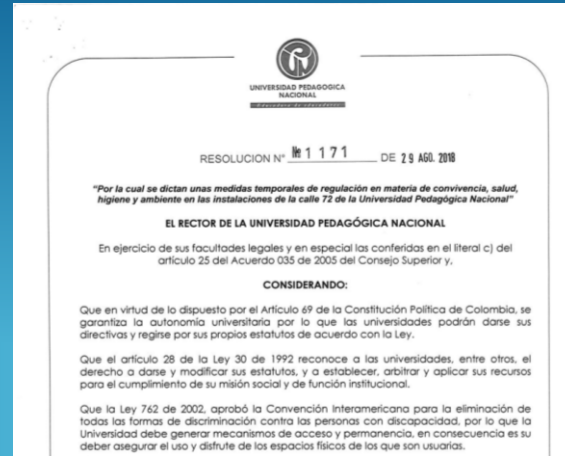 UNIVERSIDAD PEDAGOGICA
NACIONAL
Educadora de educadores
RESOLUCION N° № 1 171 DE 29 AGO. 2018
"Por la cual se dictan unas medidas temporales de regulación en materia de convivencia, salud,
higiene y ambiente en las instalaciones de la calle 72 de la Universidad Pedagógica Nacional"
EL RECTOR DE LA UNIVERSIDAD PEDAGÓGICA NACIONAL
En ejercicio de sus facultades legales y en especial las conferidas en el literal c) del
artículo 25 del Acuerdo 035 de 2005 del Consejo Superior y,
CONSIDERANDO:
Que en virtud de lo dispuesto por el Artículo 69 de la Constitución Política de Colombia, se
garantiza la autonomía universitaria por lo que las universidades podrán darse sus
directivas y regirse por sus propios estatutos de acuerdo con la Ley.
Que el artículo 28 de la Ley 30 de 1992 reconoce a las universidades, entre otros, el
derecho a darse y modificar sus estatutos, y a establecer, arbitrar y aplicar sus recursos
para el cumplimiento de su misión social y de función institucional.
Que la Ley 762 de 2002, aprobó la Convención Interamericana para la eliminación de
todas las formas de discriminación contra las personas con discapacidad, por lo que la
Universidad debe generar mecanismos de acceso y permanencia, en consecuencia es su
deber asegurar el uso y disfrute de los espacios físicos de los que son usuarias.